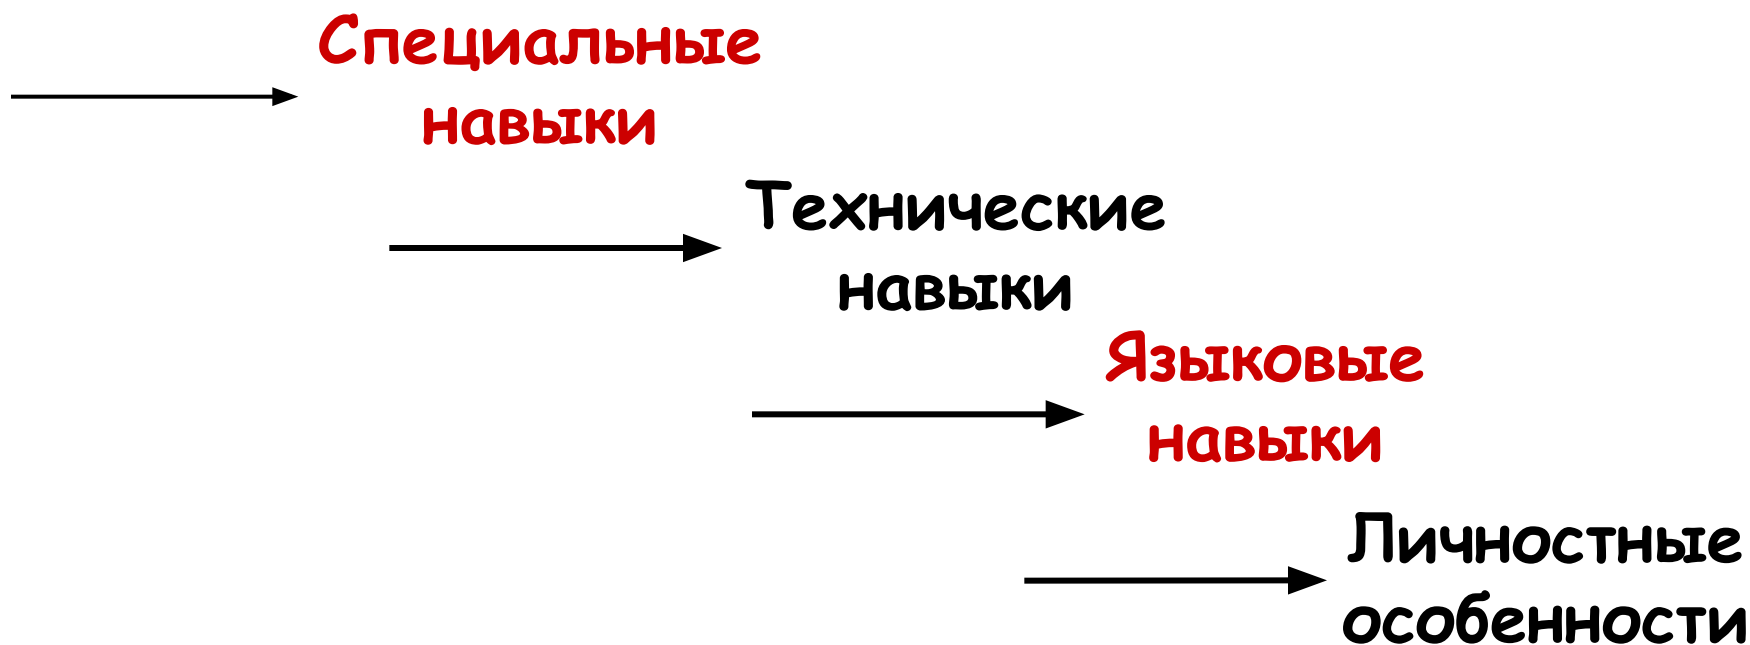 Специальные
навыки
Технические
навыки
Языковые
навыки
Личностные
особенности